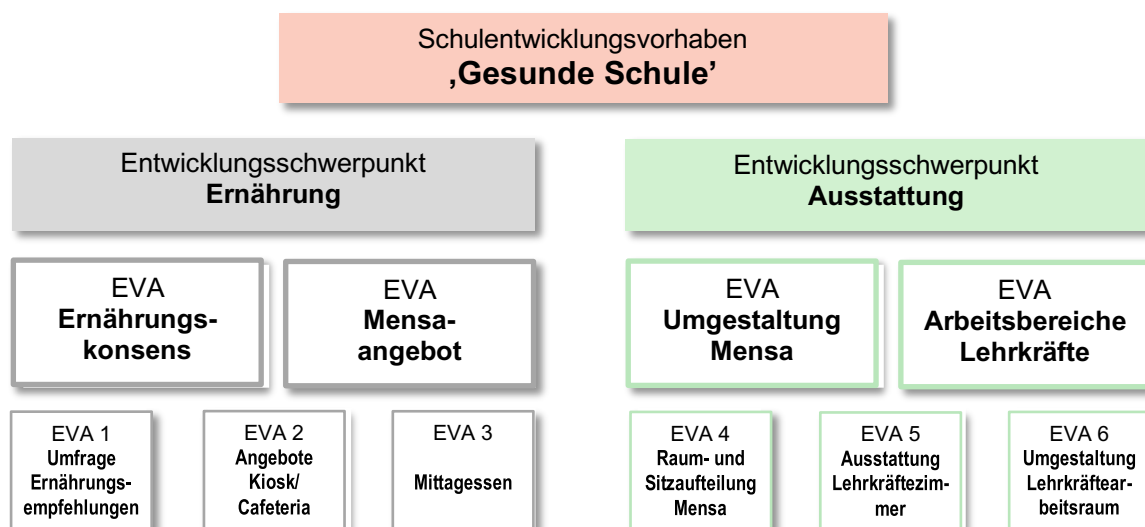 Schulentwicklungsvorhaben
‚Gesunde Schule’
Entwicklungsschwerpunkt
Ernährung
Entwicklungsschwerpunkt
Ausstattung
EVA
Ernährungs-
konsens
EVA
Mensa-
angebot
EVA
Umgestaltung
Mensa
EVA
Arbeitsbereiche
Lehrkräfte
EVA 1
Umfrage
Ernährungs-
empfehlungen
EVA 2
Angebote
Kiosk/
Cafeteria
EVA 3
Mittagessen
EVA 4
Raum- und
Sitzaufteilung
Mensa
EVA 5
Ausstattung
Lehrkräftezim-
mer
EVA 6
Umgestaltung
Lehrkräftear-
beitsraum